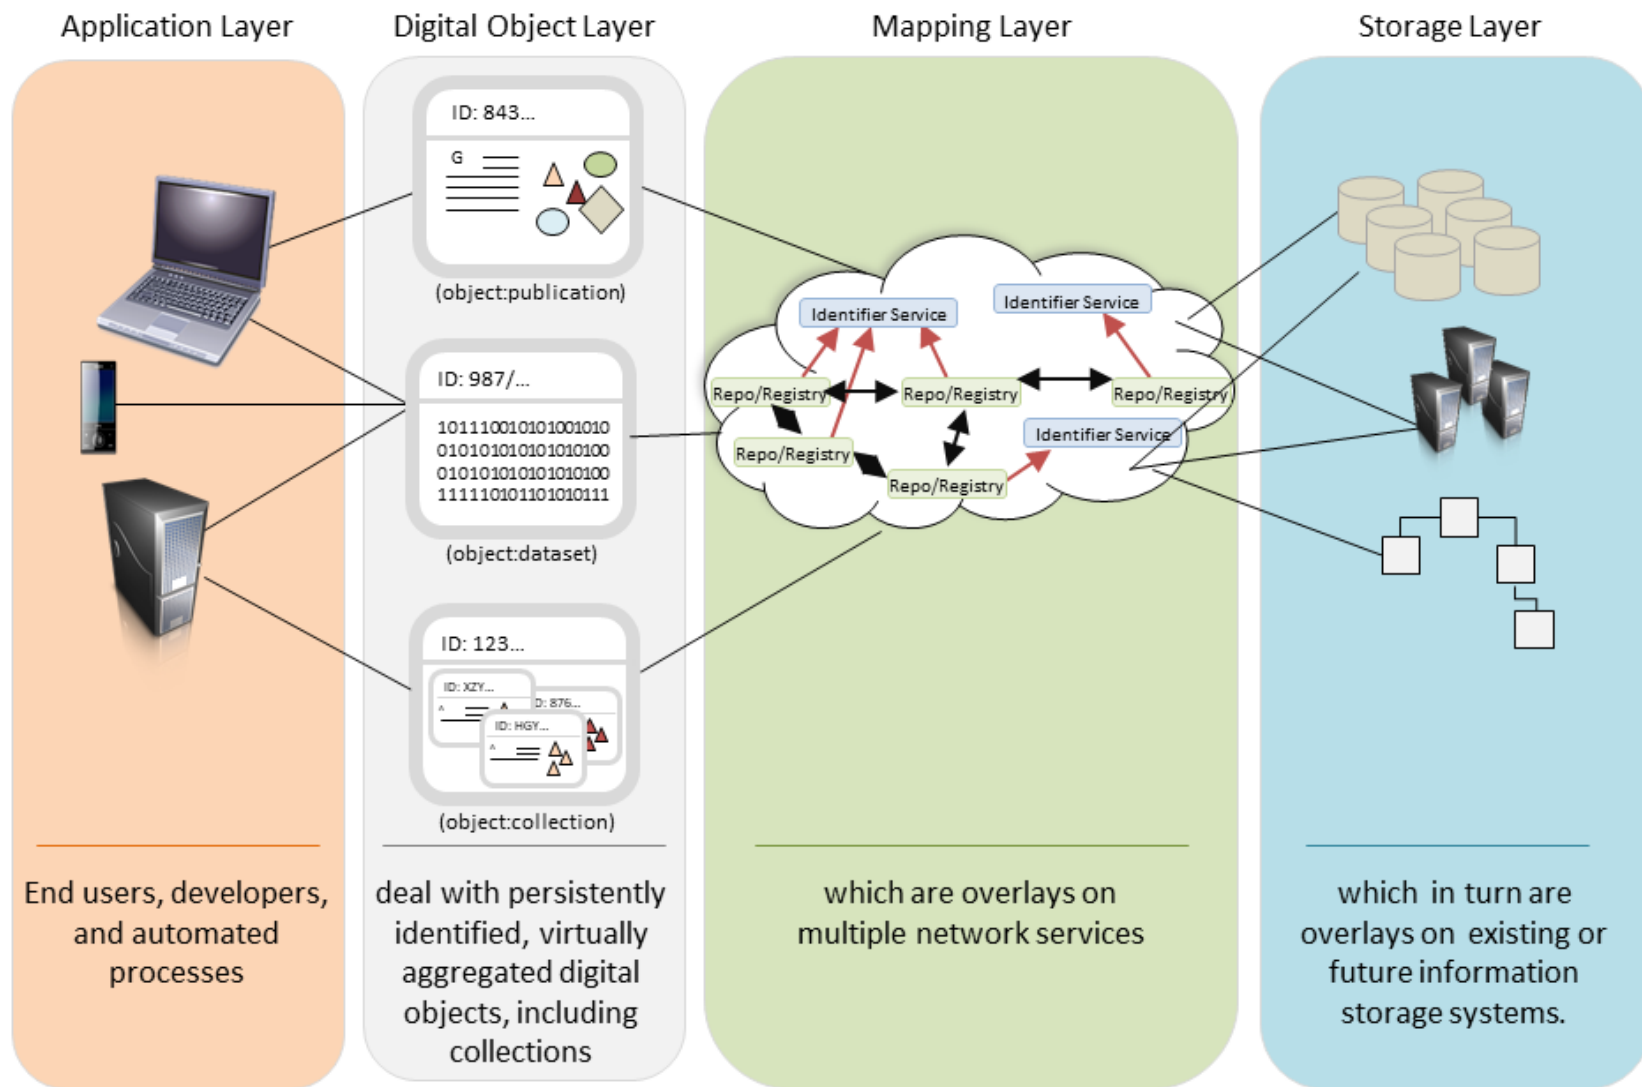 Application Layer
Digital Object Layer
Mapping Layer
Storage Layer
ID: 843...
G
(object:publication)
ID: 987/...
101110010101001010
010101010101010100
010101010101010100
111110101101010111
(object:dataset)
ID: 123...
ID: XZY...
A
D: 876...
ID: HGY...
A
(object:collection)
Identifier Service
Identifier Service
Repo/Registry
Repo/Registry
Repo/Registry
Identifier Service
Repo/Registry
Repo/Registry
End users, developers,
and automated
processes
deal with persistently
identified, virtually
aggregated digital
objects, including
collections
which are overlays on
multiple network services
which in turn are
overlays on existing or
future information
storage systems.